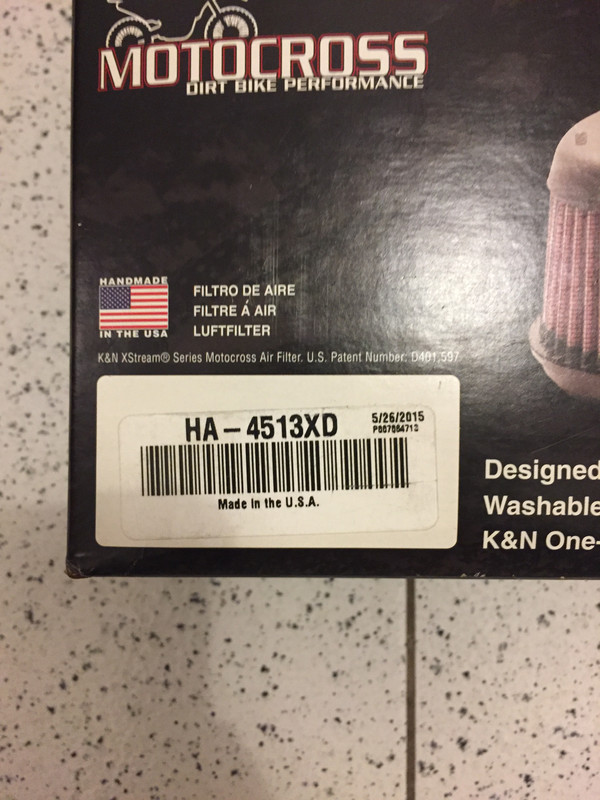 MOTOCROSS
DIRT BIKE PERFORMANCE
HANDMADE
IN THE USA
FILTRO DE AIRE
FILTRE Á AIR
LUFTFILTER
K&N XStream® Series Motocross Air Filter. U.S. Patent Number: D401,597
HA-4513XD
5/26/2015
P007864713
Made in the U.S.A.
Designed
Washable
K&N One-